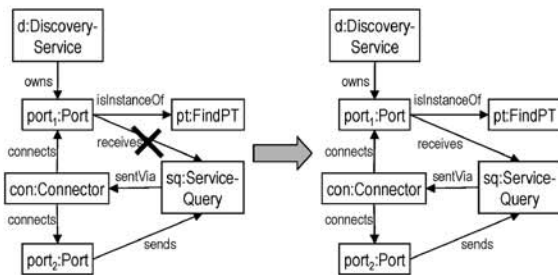 d:Discovery-
Service
owns
port₁:Port
isInstanceOf
pt:FindPT
connects
receives
con:Connector
sentVia
sq:Service-
Query
connects
port₂:Port
sends
d:Discovery-
Service
owns
port₁:Port
isInstanceOf
pt:FindPT
connects
receives
con:Connector
sentVia
sq:Service-
Query
connects
port₂:Port
sends